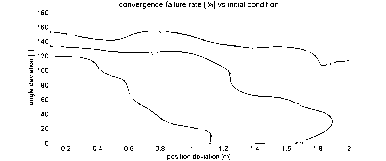 convergence failure rate [%] vs initial condition
160
160
140
120
100
80
60
40
20
0
angle deviation [°]
0.2 0.4 0.6 0.8 1 1.2 1.4 1.6 1.8 2
position deviation [m]